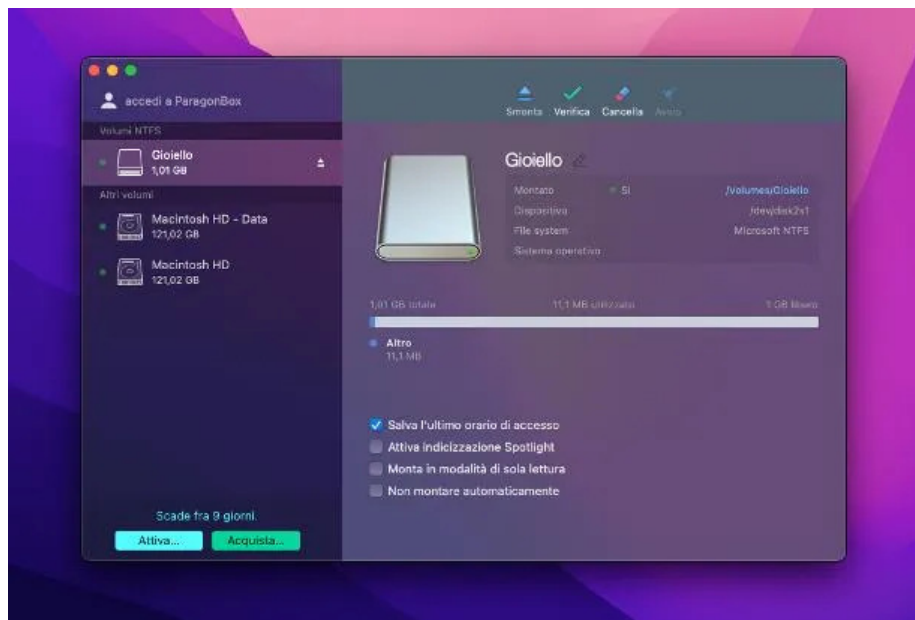 accedi a ParagonBox
Smonta Verifica Cancella Avvio
Volumi NTFS
Gioiello
1,01 GB
Altri volumi
Macintosh HD - Data
121,02 GB
Macintosh HD
121,02 GB
Scade fra 9 giorni.
Attiva... Acquista...
Gioiello
Montato Sì /Volumes/Gioiello
Dispositivo /dev/disk2s1
File system Microsoft NTFS
Sistema operativo
1,01 GB totale 11,1 MB utilizzato 1 GB libero
Altro
11,1 MB
Salva l'ultimo orario di accesso
Attiva indicizzazione Spotlight
Monta in modalità di sola lettura
Non montare automaticamente